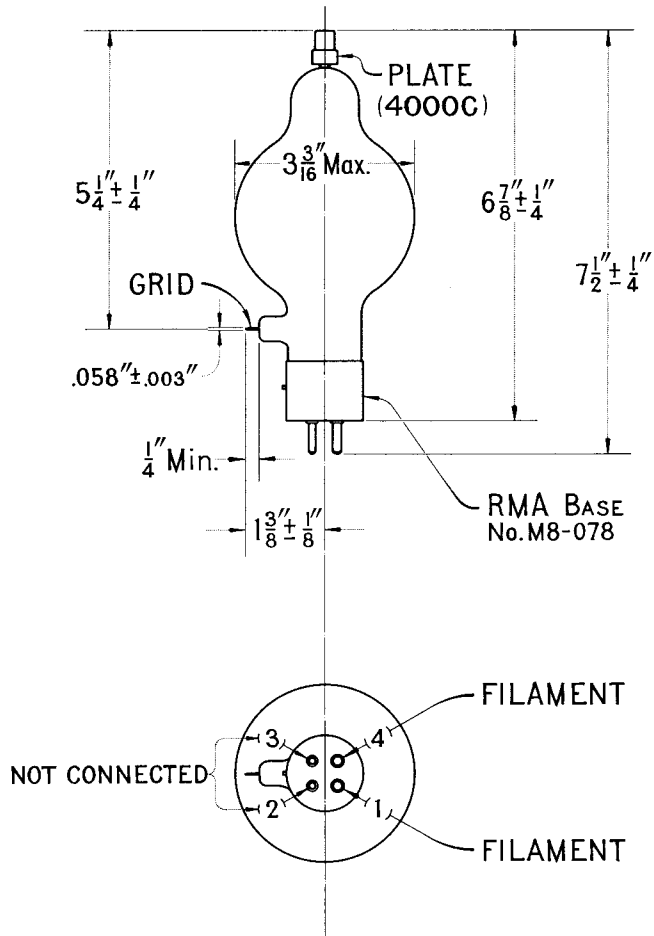 PLATE
(4000C)
3 3/16" Max.
5 1/4" ± 1/4"
6 7/8" ± 1/4"
7 1/2" ± 1/4"
GRID
.058" ± .003"
1/4" Min.
1 3/8" ± 1/8"
RMA BASE
No. M8-078
FILAMENT
3
4
NOT CONNECTED
2
1
FILAMENT